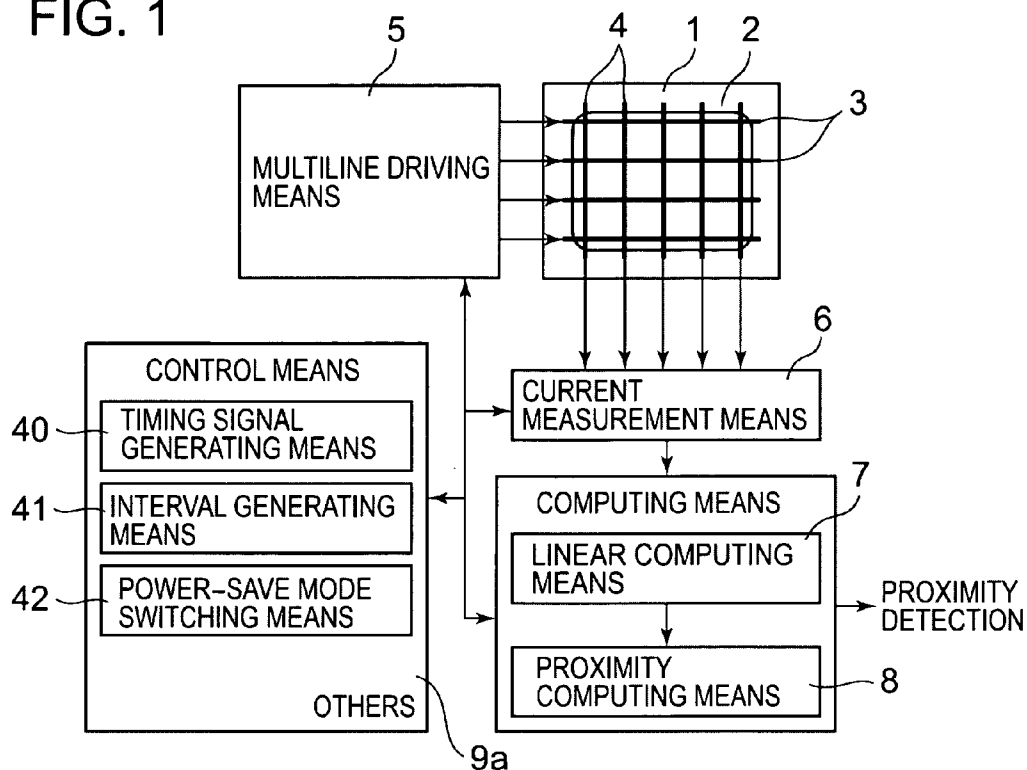 FIG. 1
5
4
1
2
3
MULTILINE DRIVING
MEANS
6
CURRENT
MEASUREMENT MEANS
CONTROL MEANS
40
TIMING SIGNAL
GENERATING MEANS
41
INTERVAL GENERATING
MEANS
42
POWER-SAVE MODE
SWITCHING MEANS
OTHERS
9a
7
COMPUTING MEANS
LINEAR COMPUTING
MEANS
PROXIMITY
COMPUTING MEANS
8
PROXIMITY
DETECTION